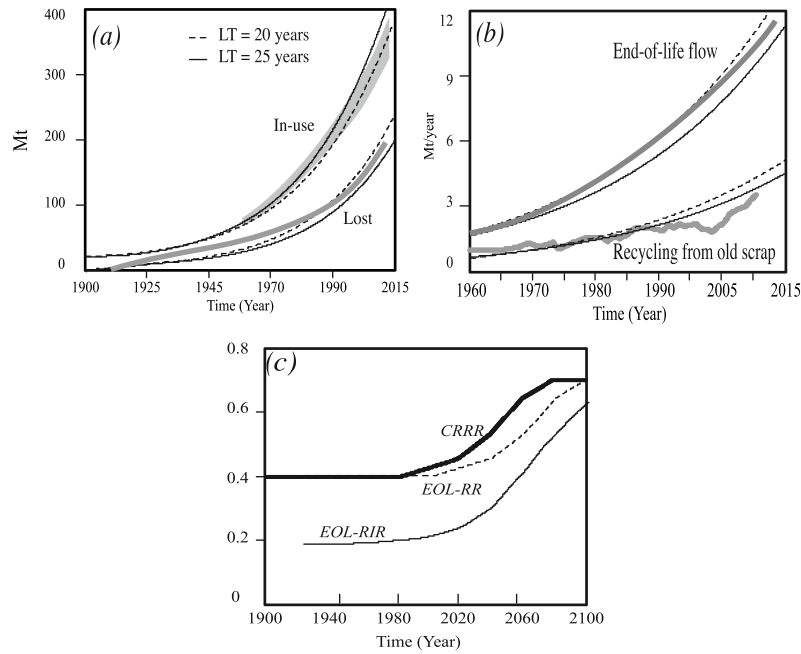 (a)
LT = 20 years
LT = 25 years
In-use
Lost
Mt
400
300
200
100
0
1900 1925 1945 1970 1990 2015
Time (Year)
(b)
End-of-life flow
Recycling from old scrap
Mt/year
12
9
6
3
0
1960 1970 1980 1990 2005 2015
Time (Year)
(c)
CRRR
EOL-RR
EOL-RIR
0.8
0.6
0.4
0.2
0
1900 1940 1980 2020 2060 2100
Time (Year)